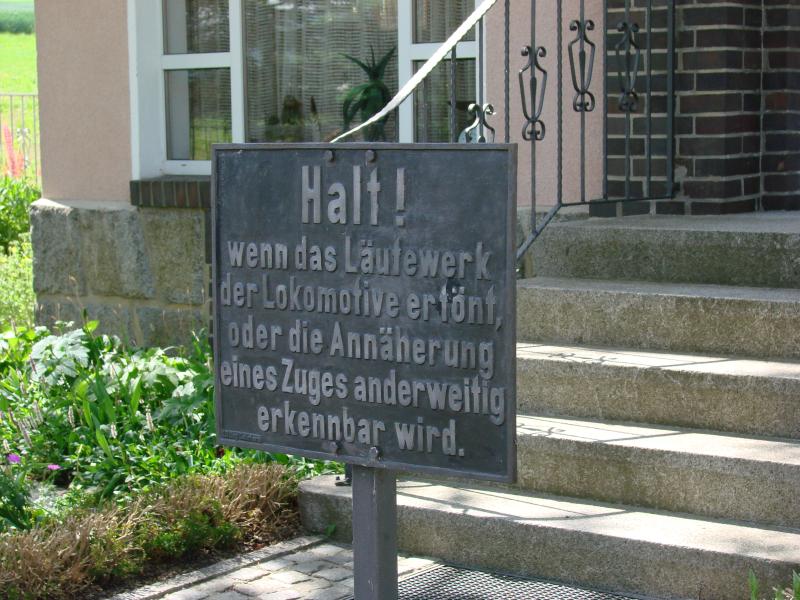 Halt!
wenn das Läutewerk
der Lokomotive ertönt,
oder die Annäherung
eines Zuges anderweitig
erkennbar wird.